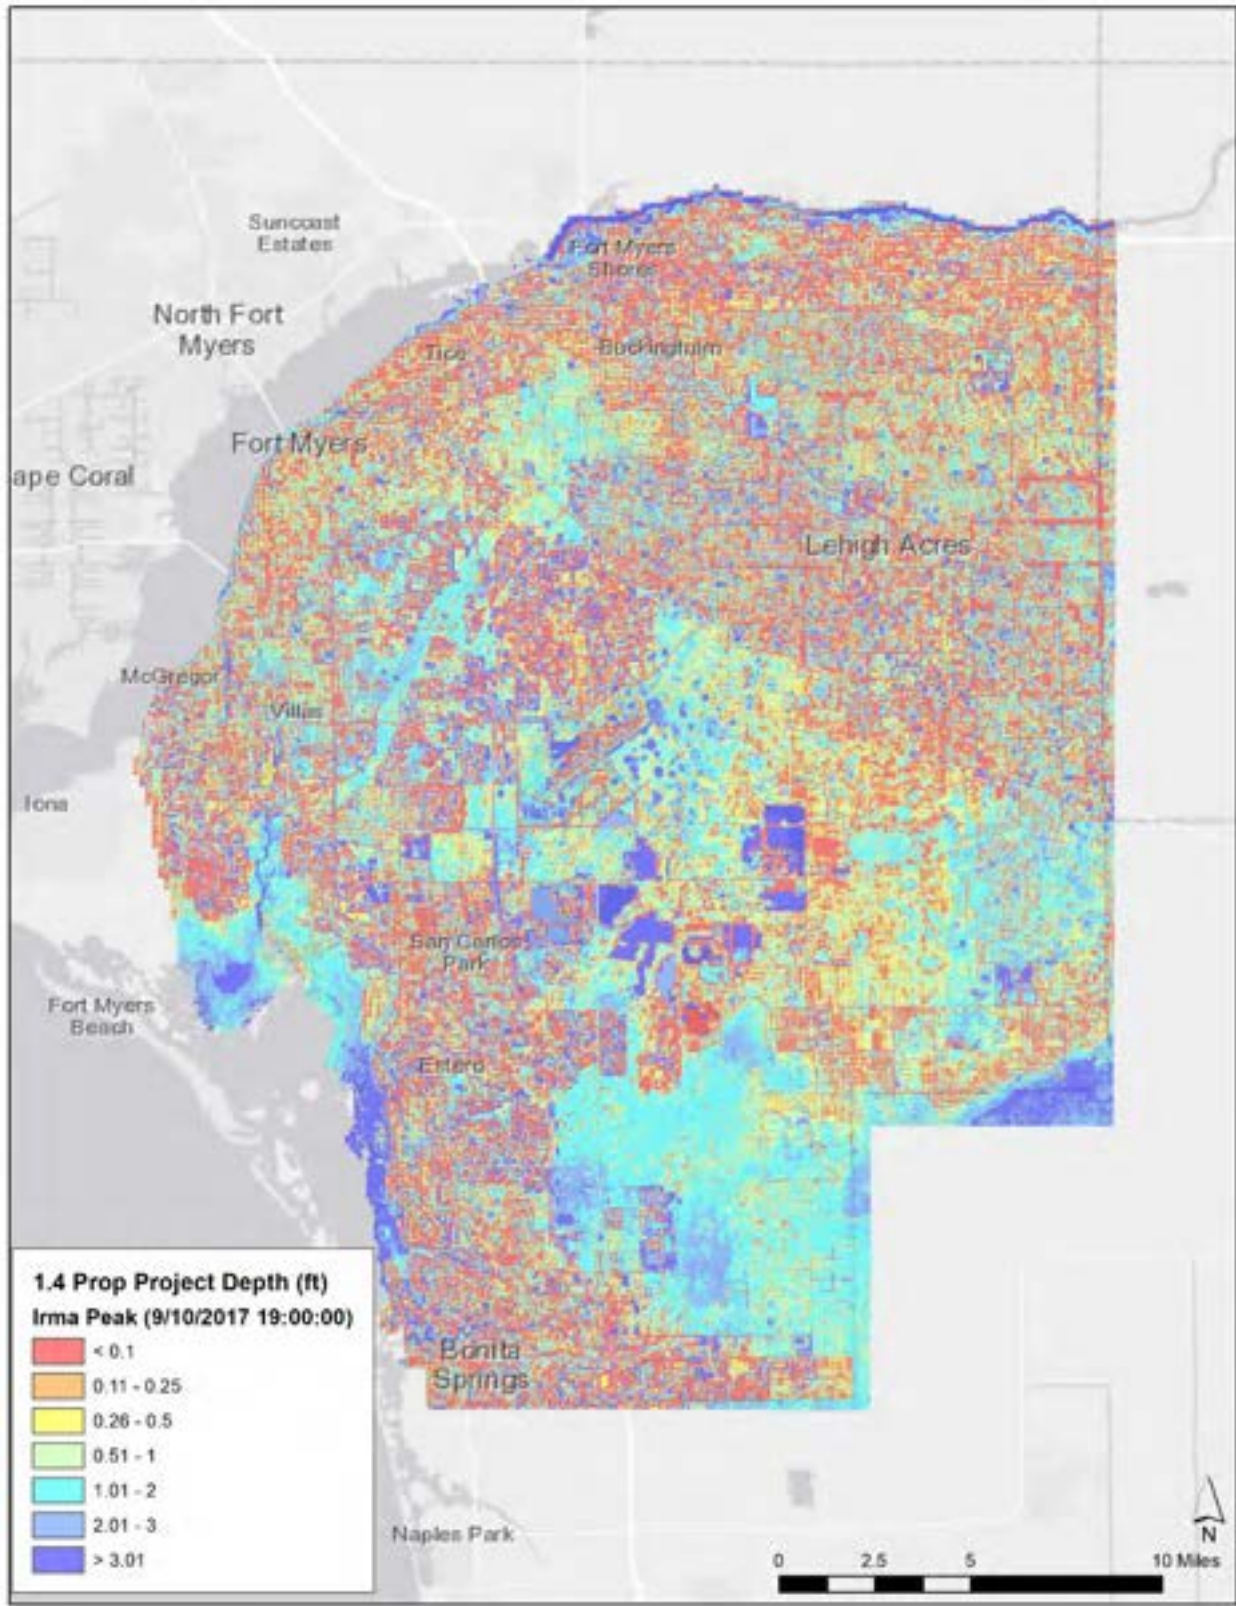 Suncoast
Estates
Fort Myers
Shores
North Fort
Myers
Tice
Buckingham
Fort Myers
ape Coral
Lehigh Acres
McGregor
Villas
Iona
San Carlos
Park
Fort Myers
Beach
Estero
1.4 Prop Project Depth (ft)
Irma Peak (9/10/2017 19:00:00)
< 0.1
0.11 - 0.25
0.26 - 0.5
0.51 - 1
1.01 - 2
2.01 - 3
> 3.01
Bonita
Springs
Naples Park
N
0 2.5 5 10 Miles